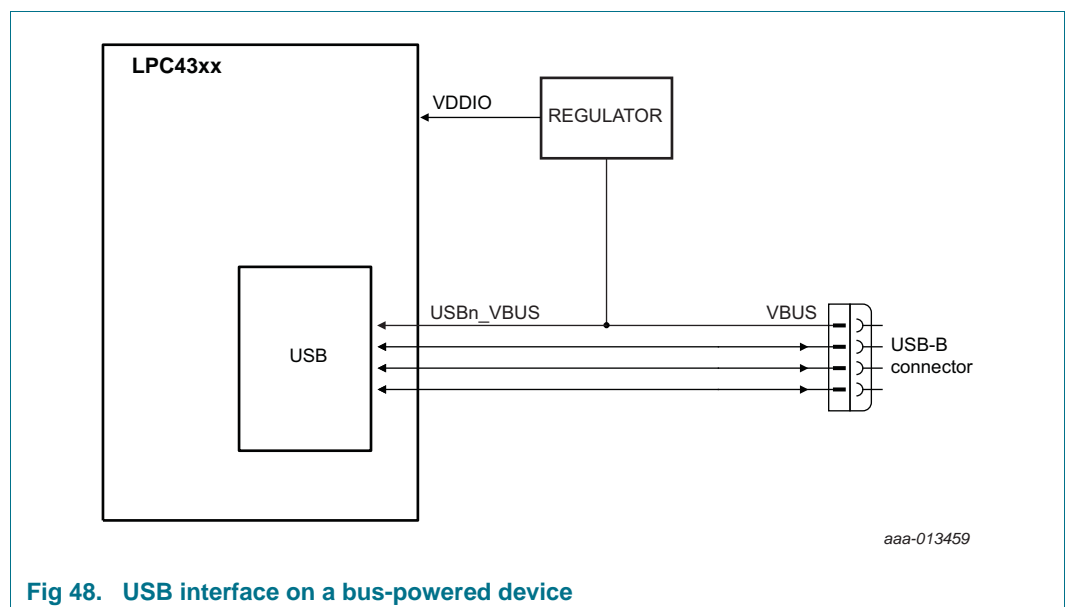 LPC43xx
VDDIO
REGULATOR
USBn_VBUS
VBUS
USB
USB-B
connector
aaa-013459
Fig 48. USB interface on a bus-powered device